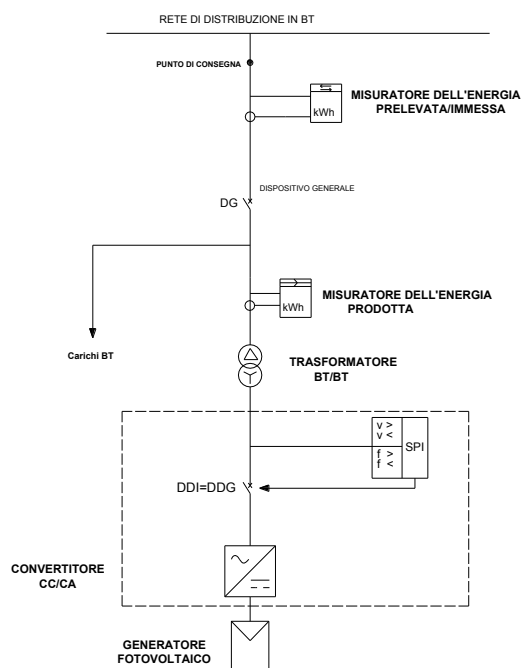 RETE DI DISTRIBUZIONE IN BT
PUNTO DI CONSEGNA
MISURATORE DELL'ENERGIA
PRELEVATA/IMMESSA
kWh
DISPOSITIVO GENERALE
DG
MISURATORE DELL'ENERGIA
PRODOTTA
kWh
Carichi BT
TRASFORMATORE
BT/BT
v >
v <
SPI
f >
f <
DDI=DDG
CONVERTITORE
CC/CA
GENERATORE
FOTOVOLTAICO